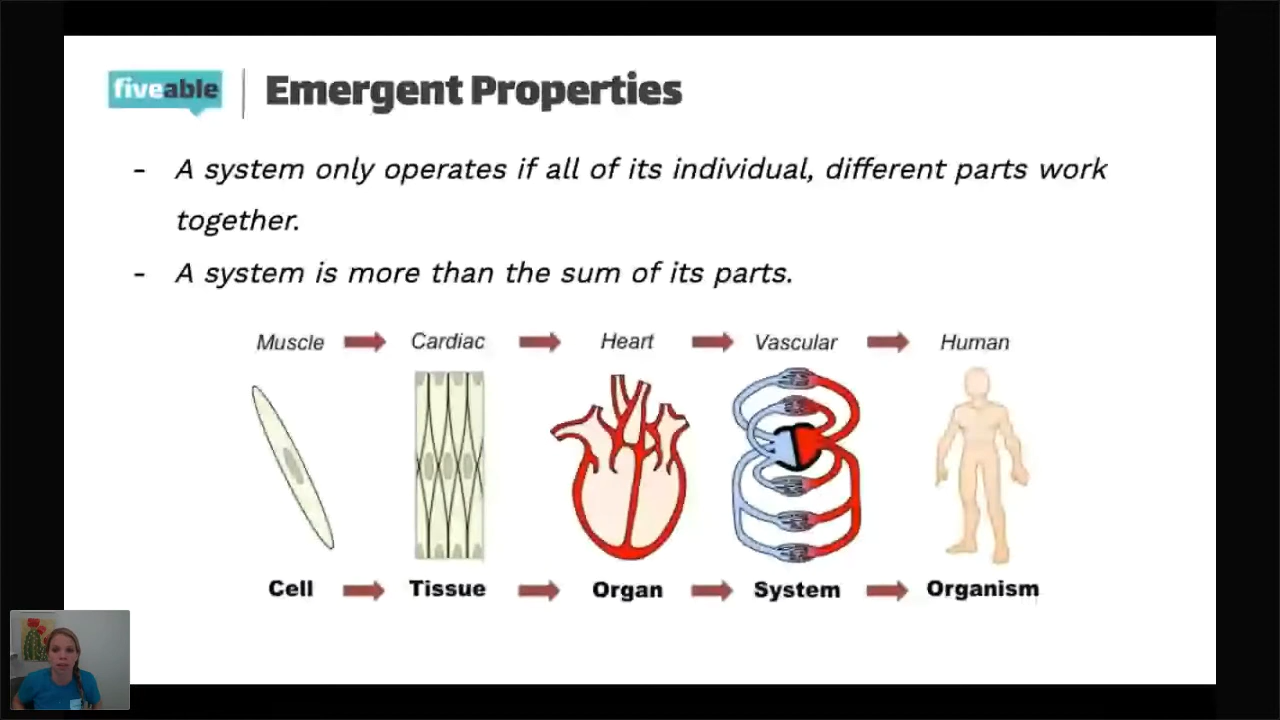 fiveable
Emergent Properties
- A system only operates if all of its individual, different parts work
together.
- A system is more than the sum of its parts.
Muscle Cardiac Heart Vascular Human
Cell Tissue Organ System Organism